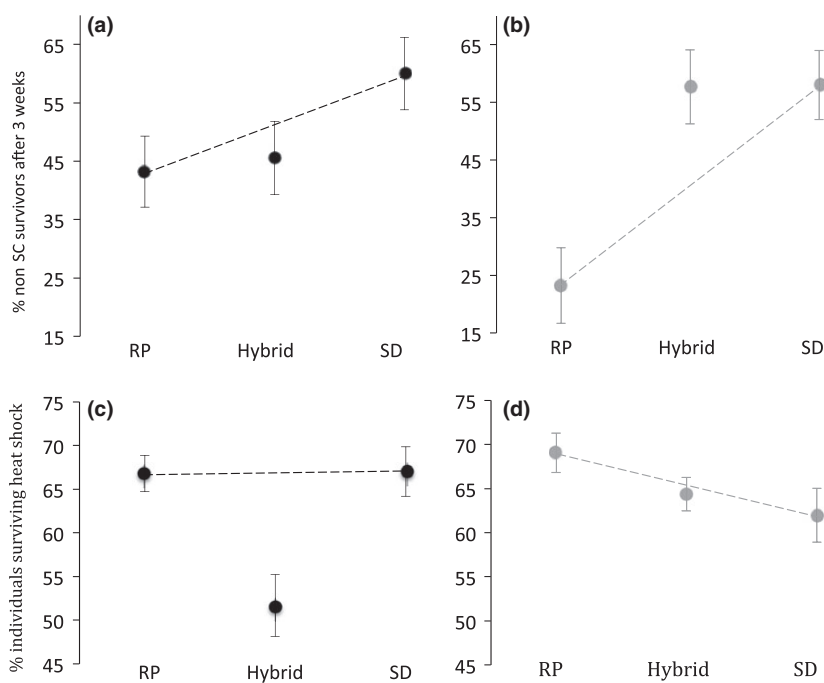 (a)
% non SC survivors after 3 weeks
65
55
45
35
25
15
RP Hybrid SD
(b)
65
55
45
35
25
15
RP Hybrid SD
(c)
% individuals surviving heat shock
75
70
65
60
55
50
45
RP Hybrid SD
(d)
75
70
65
60
55
50
45
RP Hybrid SD